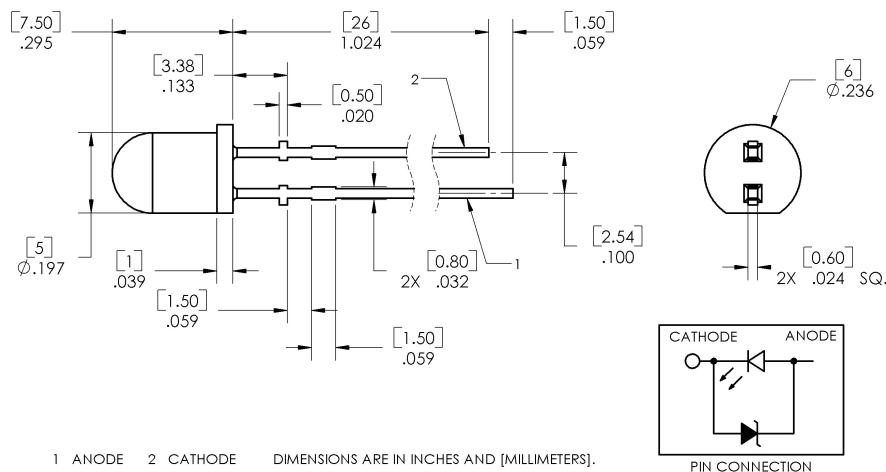 [7.50]
.295
[26]
1.024
[1.50]
.059
[3.38]
.133
[0.50]
.020
2
[6]
Ø.236
[5]
Ø.197
[1]
.039
[1.50]
.059
[1.50]
.059
2X [0.80]
.032
1
[2.54]
.100
2X [0.60]
.024 SQ.
CATHODE ANODE
PIN CONNECTION
1 ANODE 2 CATHODE DIMENSIONS ARE IN INCHES AND [MILLIMETERS].